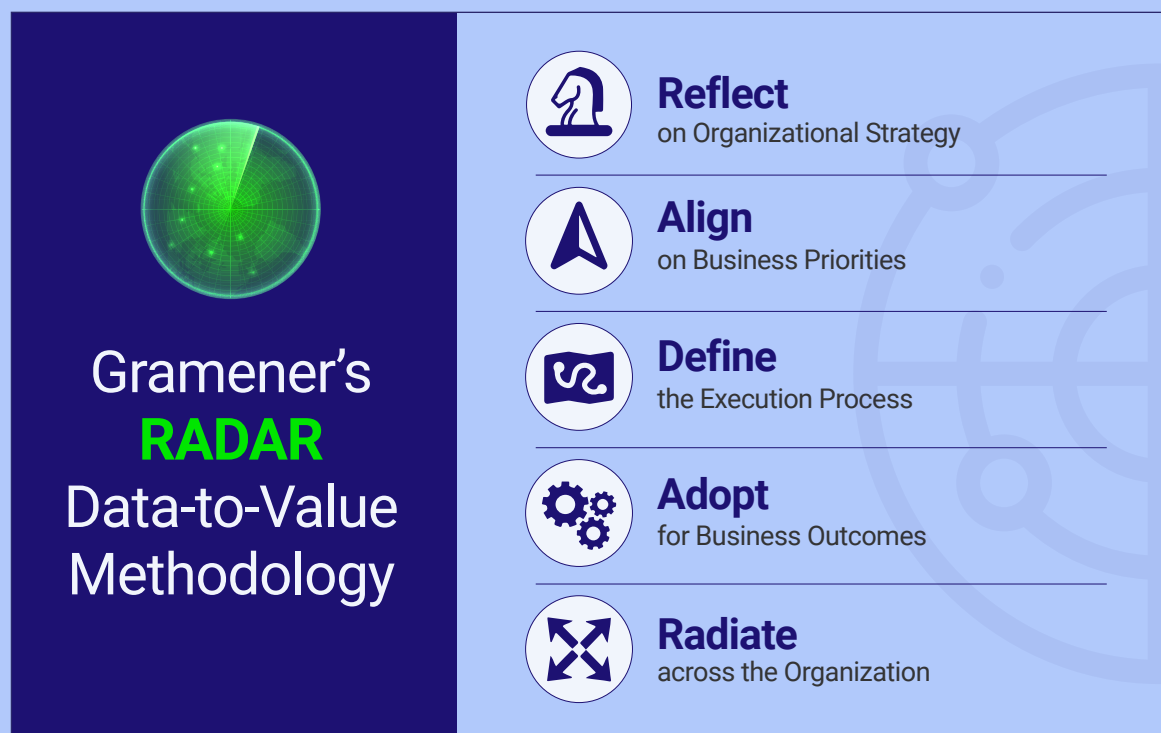 Gramener’s
RADAR
Data-to-Value
Methodology
Reflect
on Organizational Strategy
Align
on Business Priorities
Define
the Execution Process
Adopt
for Business Outcomes
Radiate
across the Organization